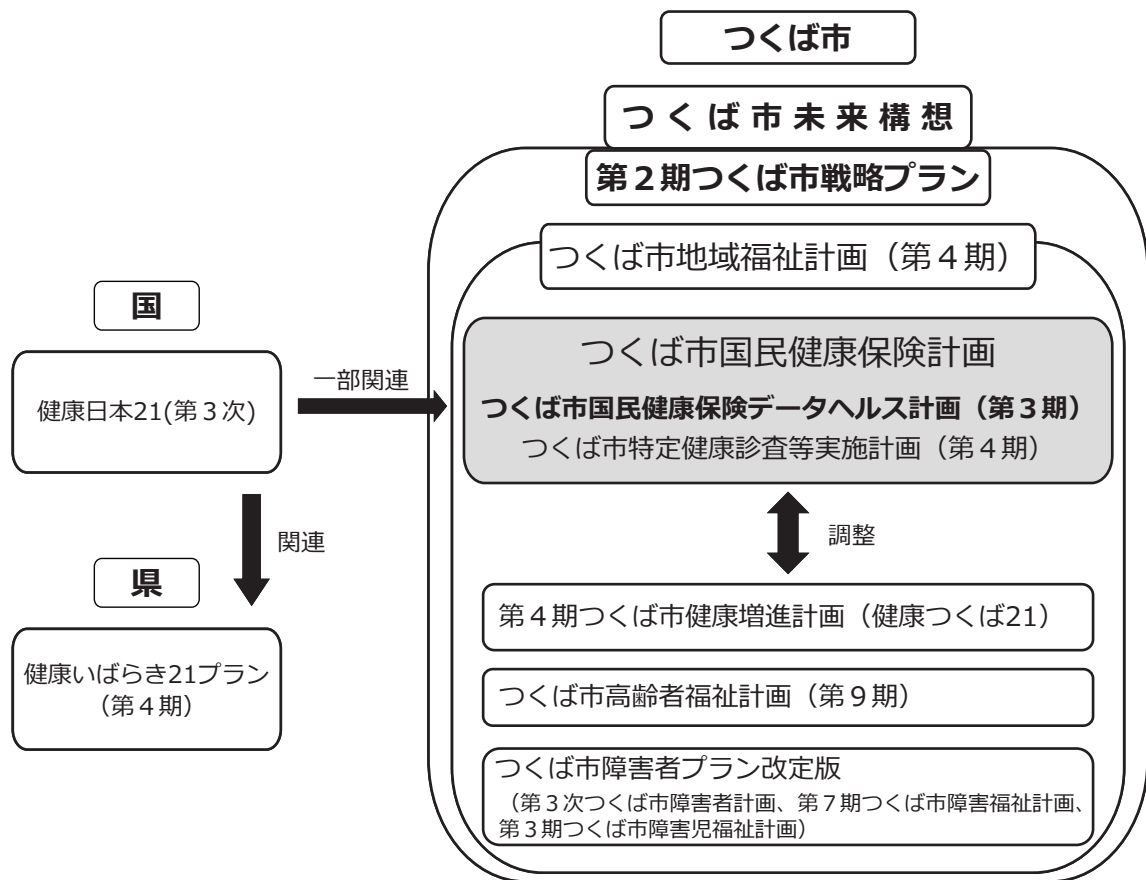 つくば市
つくば市未来構想
第２期つくば市戦略プラン
つくば市地域福祉計画（第４期）
つくば市国民健康保険計画
つくば市国民健康保険データヘルス計画（第３期）
つくば市特定健康診査等実施計画（第４期）
国
健康日本21(第３次)
一部関連
関連
調整
県
健康いばらき21プラン
（第４期）
第４期つくば市健康増進計画（健康つくば21）
つくば市高齢者福祉計画（第９期）
つくば市障害者プラン改定版
（第３次つくば市障害者計画、第７期つくば市障害福祉計画、
第３期つくば市障害児福祉計画）